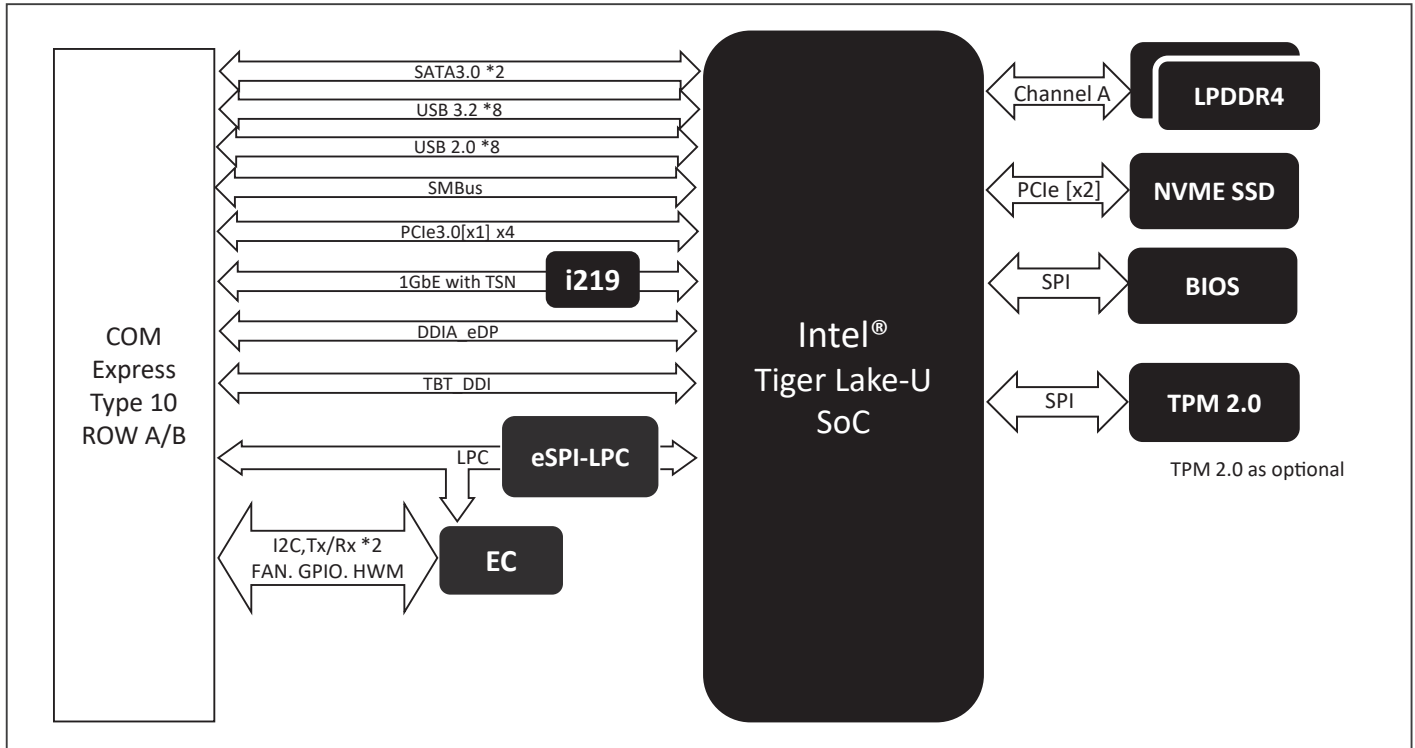 COM
Express
Type 10
ROW A/B
SATA3.0 *2
USB 3.2 *8
USB 2.0 *8
SMBus
PCIe3.0[x1] x4
1GbE with TSN
i219
DDIA_eDP
TBT_DDI
LPC
eSPI-LPC
I2C,Tx/Rx *2
FAN. GPIO. HWM
EC
Intel®
Tiger Lake-U
SoC
Channel A
LPDDR4
PCIe [x2]
NVME SSD
SPI
BIOS
SPI
TPM 2.0
TPM 2.0 as optional